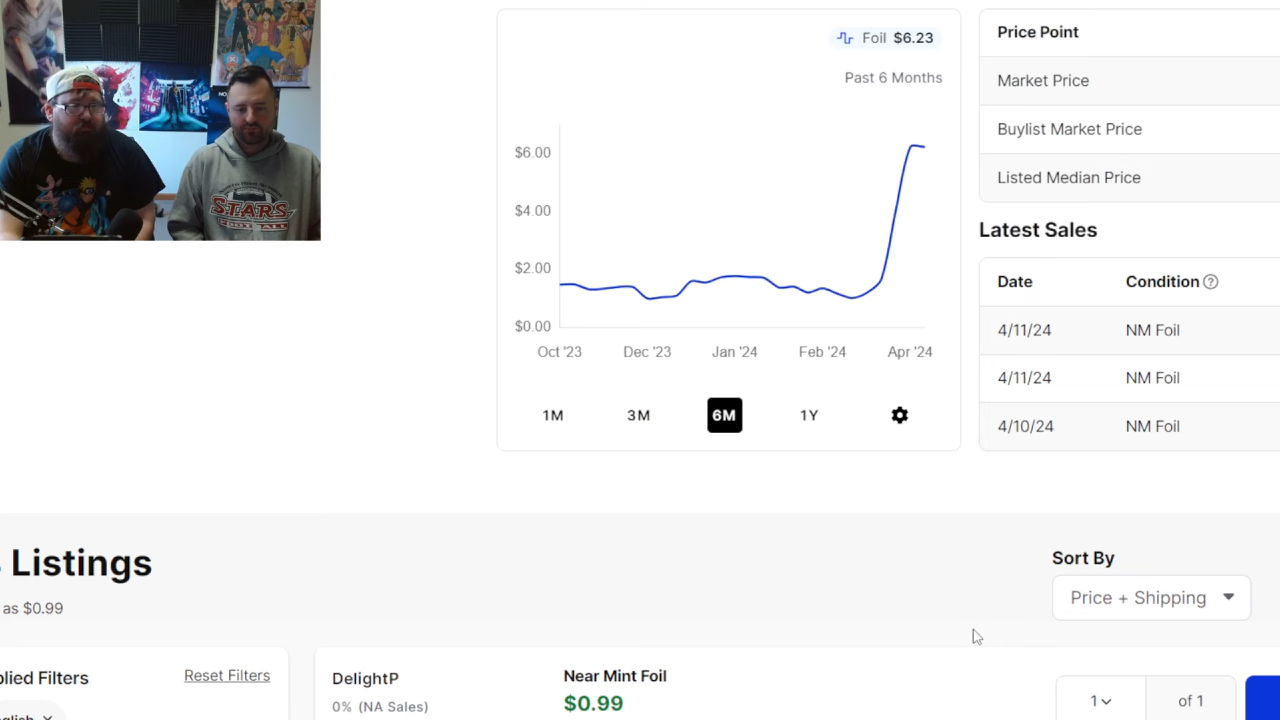 Foil $6.23
Past 6 Months
$6.00
$4.00
$2.00
$0.00
Oct '23 Dec '23 Jan '24 Feb '24 Apr '24
1M 3M 6M 1Y
Price Point
Market Price
Buylist Market Price
Listed Median Price
Latest Sales
Date Condition
4/11/24 NM Foil
4/11/24 NM Foil
4/10/24 NM Foil
STARS
FOOTBALL
Listings
as $0.99
Sort By
Price + Shipping
plied Filters Reset Filters
nglish
DelightP
0% (NA Sales)
Near Mint Foil
$0.99
1 of 1